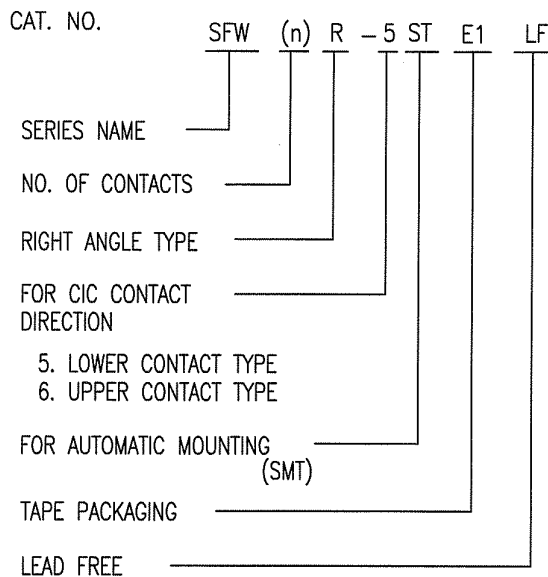 CAT. NO.
SFW (n) R - 5 ST E1 LF
SERIES NAME
NO. OF CONTACTS
RIGHT ANGLE TYPE
FOR CIC CONTACT
DIRECTION
5. LOWER CONTACT TYPE
6. UPPER CONTACT TYPE
FOR AUTOMATIC MOUNTING
(SMT)
TAPE PACKAGING
LEAD FREE